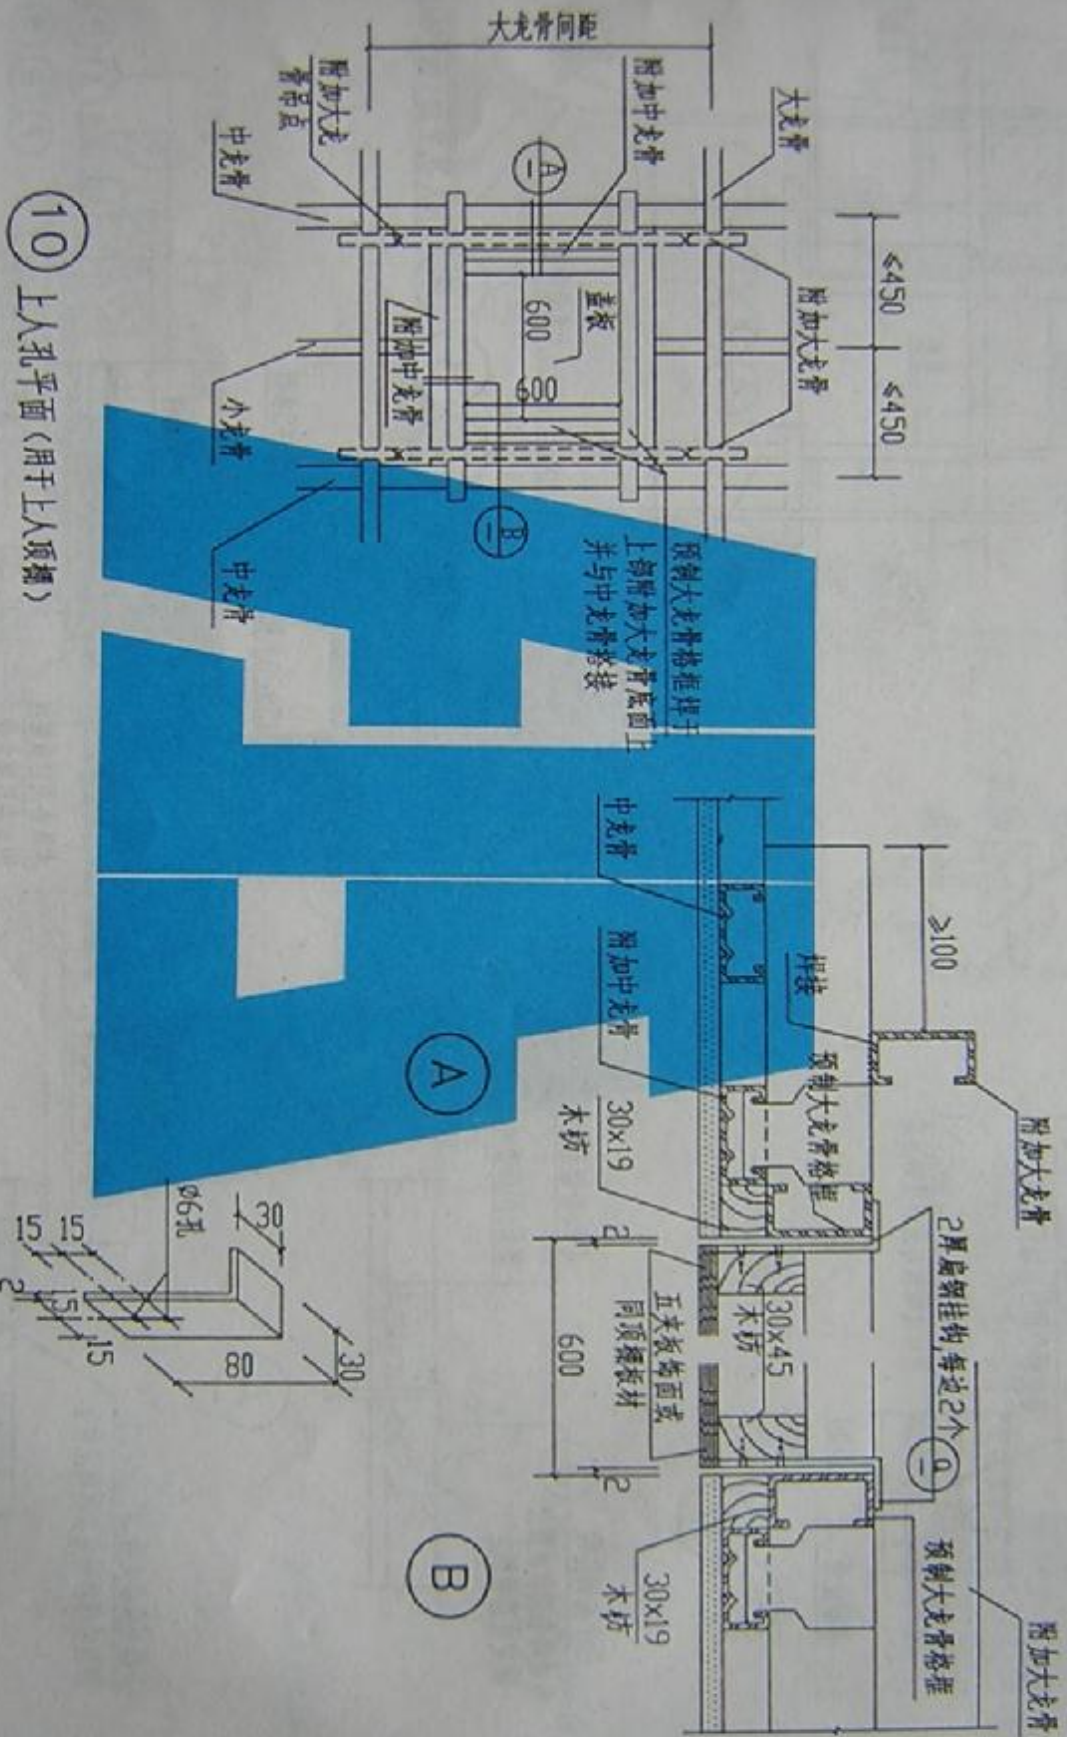 大龙骨间距
附加大龙
骨吊点
附加中龙骨
大龙骨
中龙骨
A
≤450
≤450
附加大龙骨
盖板
600
600
附加中龙骨
小龙骨
中龙骨
B
预制大龙骨格框焊于
上部附加大龙骨底面上
并与中龙骨搭接
10
上人孔平面(用于上人顶棚)
≥100
焊接
中龙骨
附加中龙骨
预制大龙骨格框
附加大龙骨
30x19
木枋
2
2厚扁钢挂钩,每边2个
a
30x45
木枋
五夹板饰面或
同顶棚板材
600
2
预制大龙骨格框
附加大龙骨
30x19
木枋
A
B
ø6孔
30
15
15
2
15
15
80
30